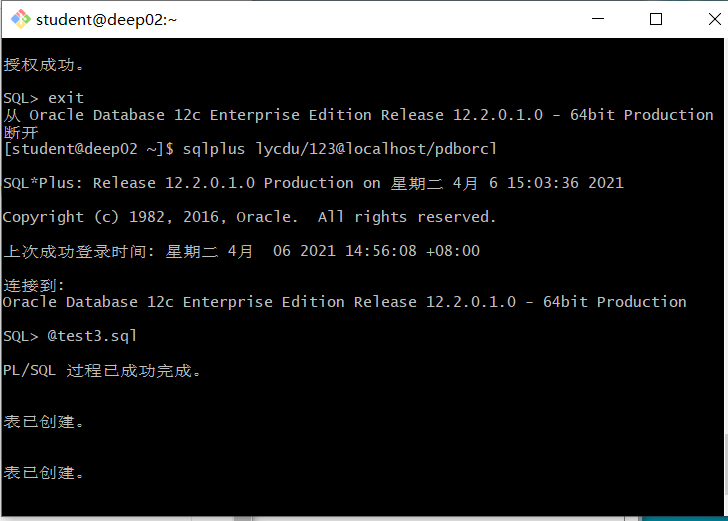 student@deep02:~
授权成功。
SQL> exit
从 Oracle Database 12c Enterprise Edition Release 12.2.0.1.0 - 64bit Production
断开
[student@deep02 ~]$ sqlplus lycdu/123@localhost/pdborcl
SQL*Plus: Release 12.2.0.1.0 Production on 星期二 4月 6 15:03:36 2021
Copyright (c) 1982, 2016, Oracle.  All rights reserved.
上次成功登录时间: 星期二 4月  06 2021 14:56:08 +08:00
连接到:
Oracle Database 12c Enterprise Edition Release 12.2.0.1.0 - 64bit Production
SQL> @test3.sql
PL/SQL 过程已成功完成。
表已创建。
表已创建。